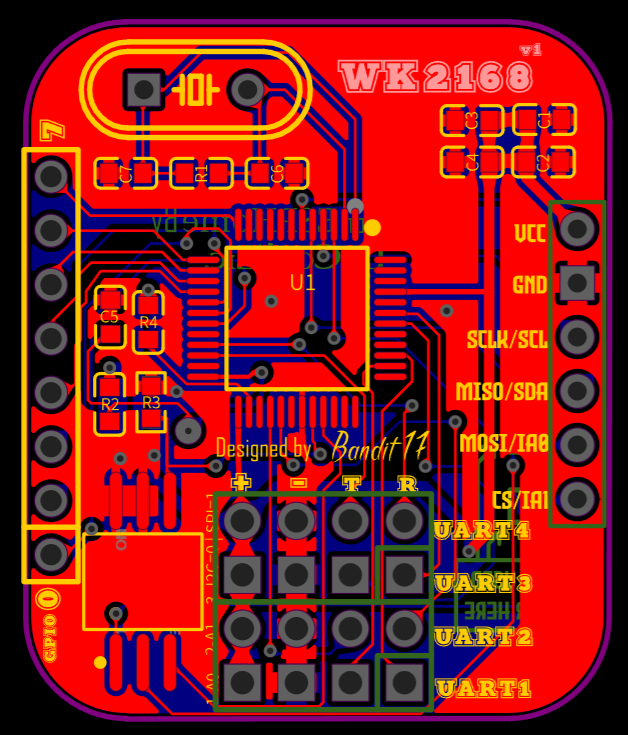 v1
WK2168
7
C3
C1
C7
R1
C6
C4
C2
VCC
U1
GND
C5
R4
SCLK/SCL
MISO/SDA
R2
R3
MOSI/IA0
Designed by Bandit17
+ - T R
CS/IA1
UART4
UART3
GPIO 0
UART2
UART1